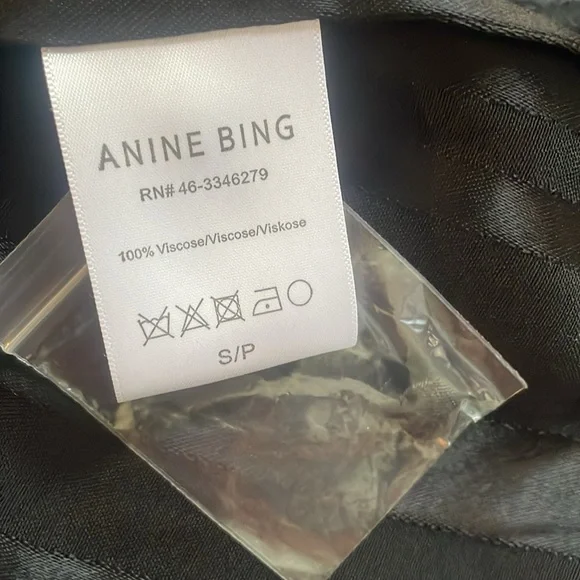 ANINE BING
RN# 46-3346279
100% Viscose/Viscose/Viskose
S/P